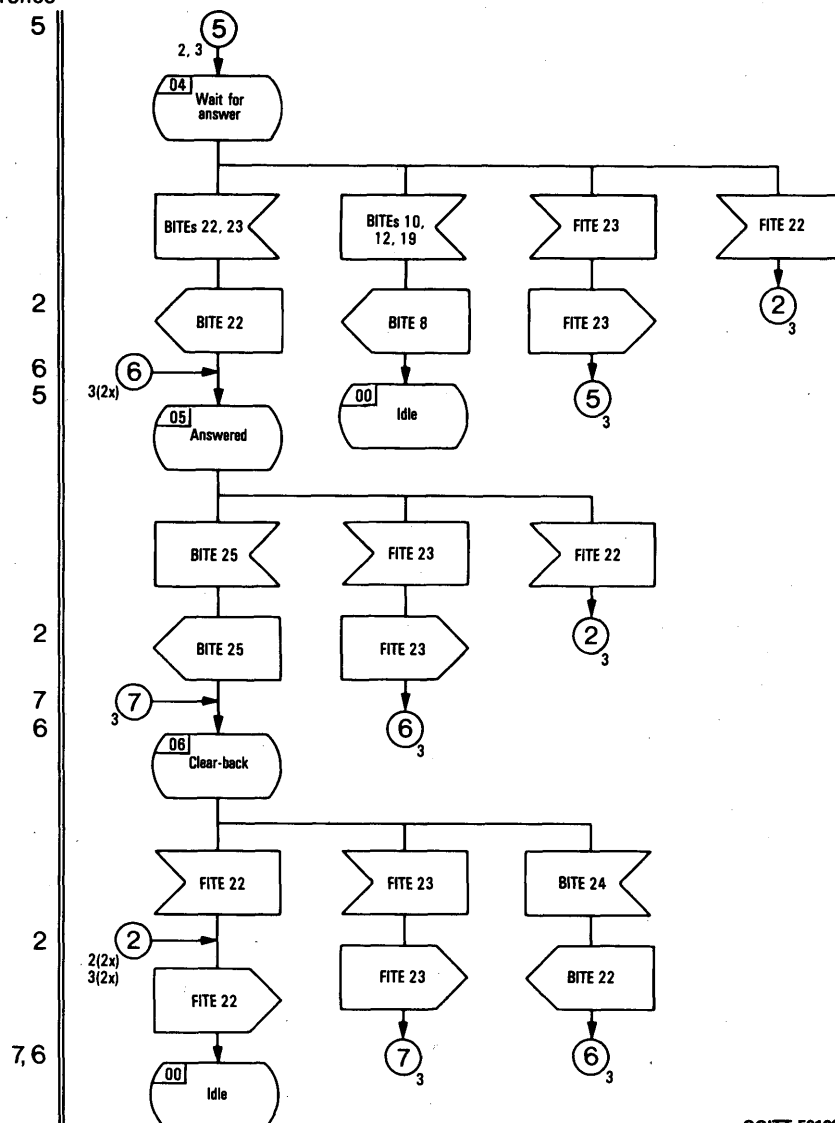 5
5
2, 3
04
Wait for
answer
BITEs 22, 23
BITEs 10,
12, 19
FITE 23
FITE 22
2
BITE 22
BITE 8
FITE 23
2
3
6
6
5
3(2x)
00
Idle
5
3
05
Answered
BITE 25
FITE 23
FITE 22
2
BITE 25
FITE 23
2
3
7
7
3
6
6
3
06
Clear-back
FITE 22
FITE 23
BITE 24
2
2
2(2x)
3(2x)
FITE 22
FITE 23
BITE 22
7, 6
7
3
6
3
00
Idle